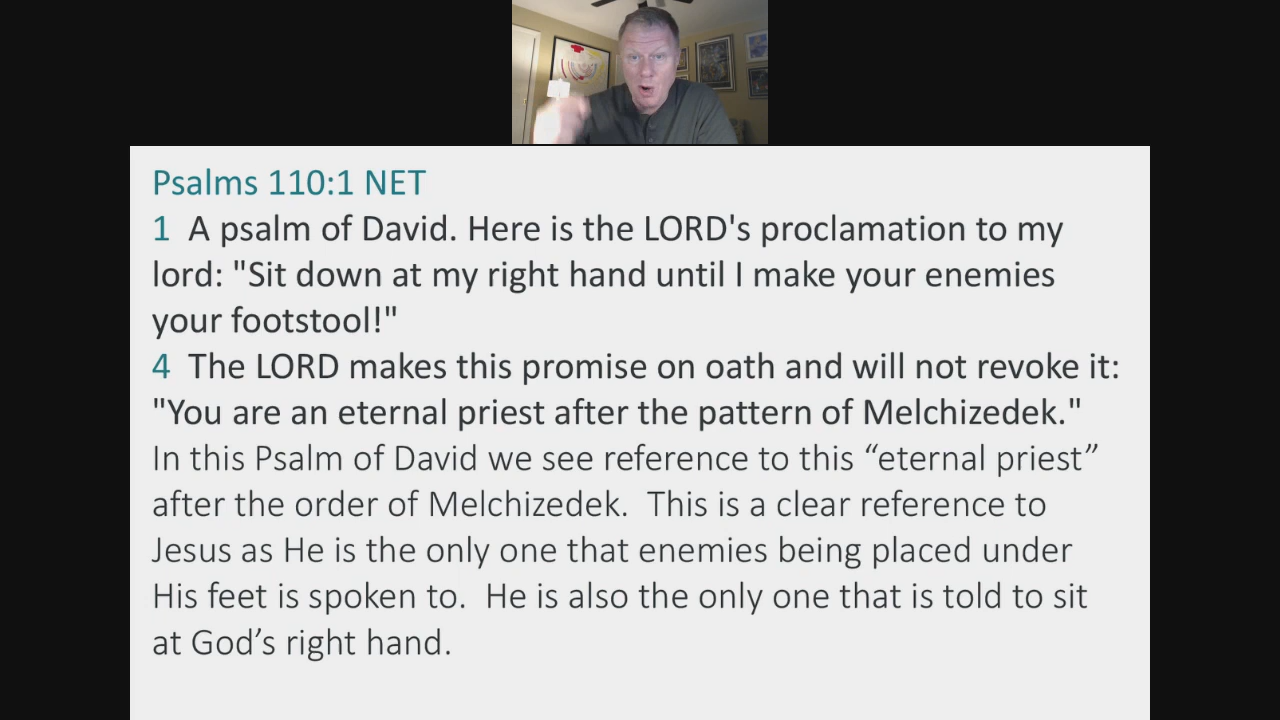 Psalms 110:1 NET
1 A psalm of David. Here is the LORD's proclamation to my
lord: "Sit down at my right hand until I make your enemies
your footstool!"
4 The LORD makes this promise on oath and will not revoke it:
"You are an eternal priest after the pattern of Melchizedek."
In this Psalm of David we see reference to this “eternal priest”
after the order of Melchizedek. This is a clear reference to
Jesus as He is the only one that enemies being placed under
His feet is spoken to. He is also the only one that is told to sit
at God’s right hand.